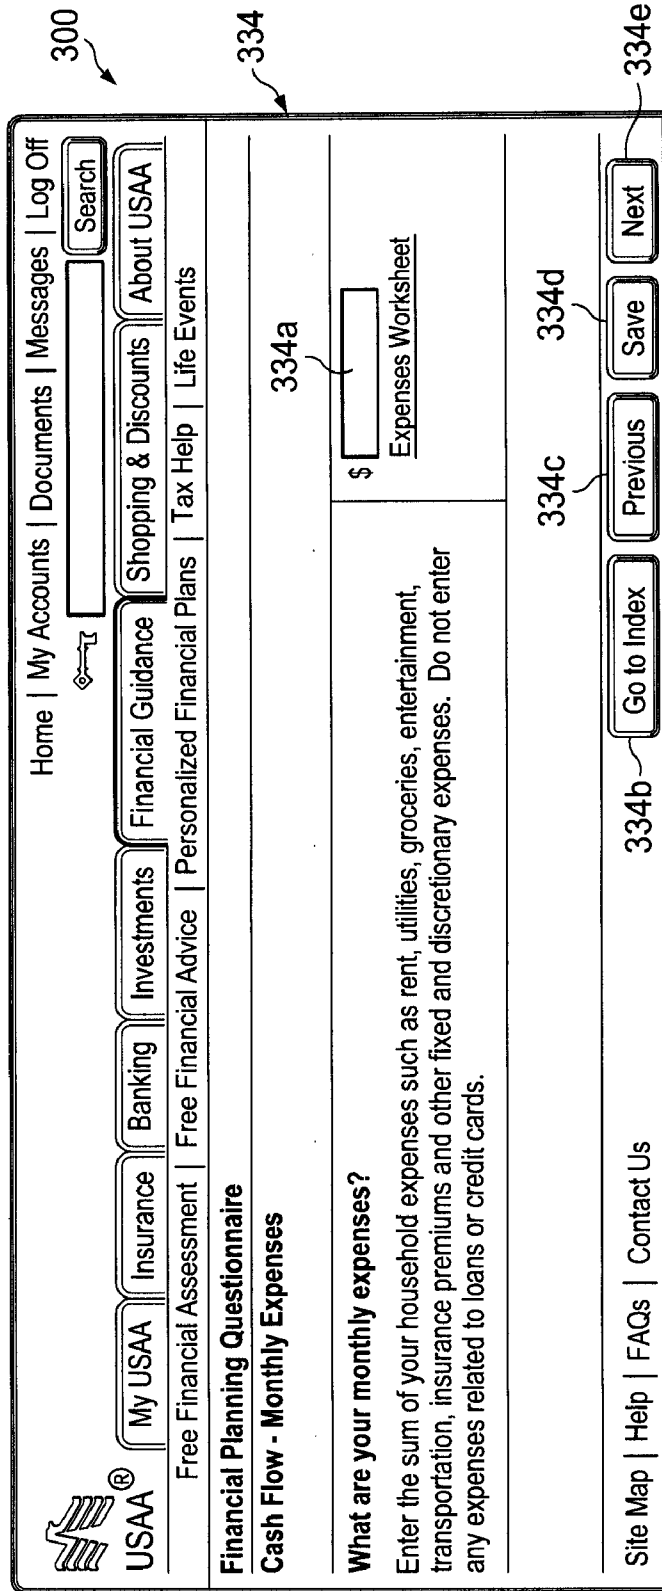 300
334
Home | My Accounts | Documents | Messages | Log Off
Search
USAA®
My USAA Insurance Banking Investments Financial Guidance Shopping & Discounts About USAA
Free Financial Assessment | Free Financial Advice | Personalized Financial Plans | Tax Help | Life Events
Financial Planning Questionnaire
Cash Flow - Monthly Expenses
334a
What are your monthly expenses?
$
Enter the sum of your household expenses such as rent, utilities, groceries, entertainment,
transportation, insurance premiums and other fixed and discretionary expenses. Do not enter
any expenses related to loans or credit cards.
Expenses Worksheet
334b
334c
334d
334e
Site Map | Help | FAQs | Contact Us
Go to Index Previous Save Next